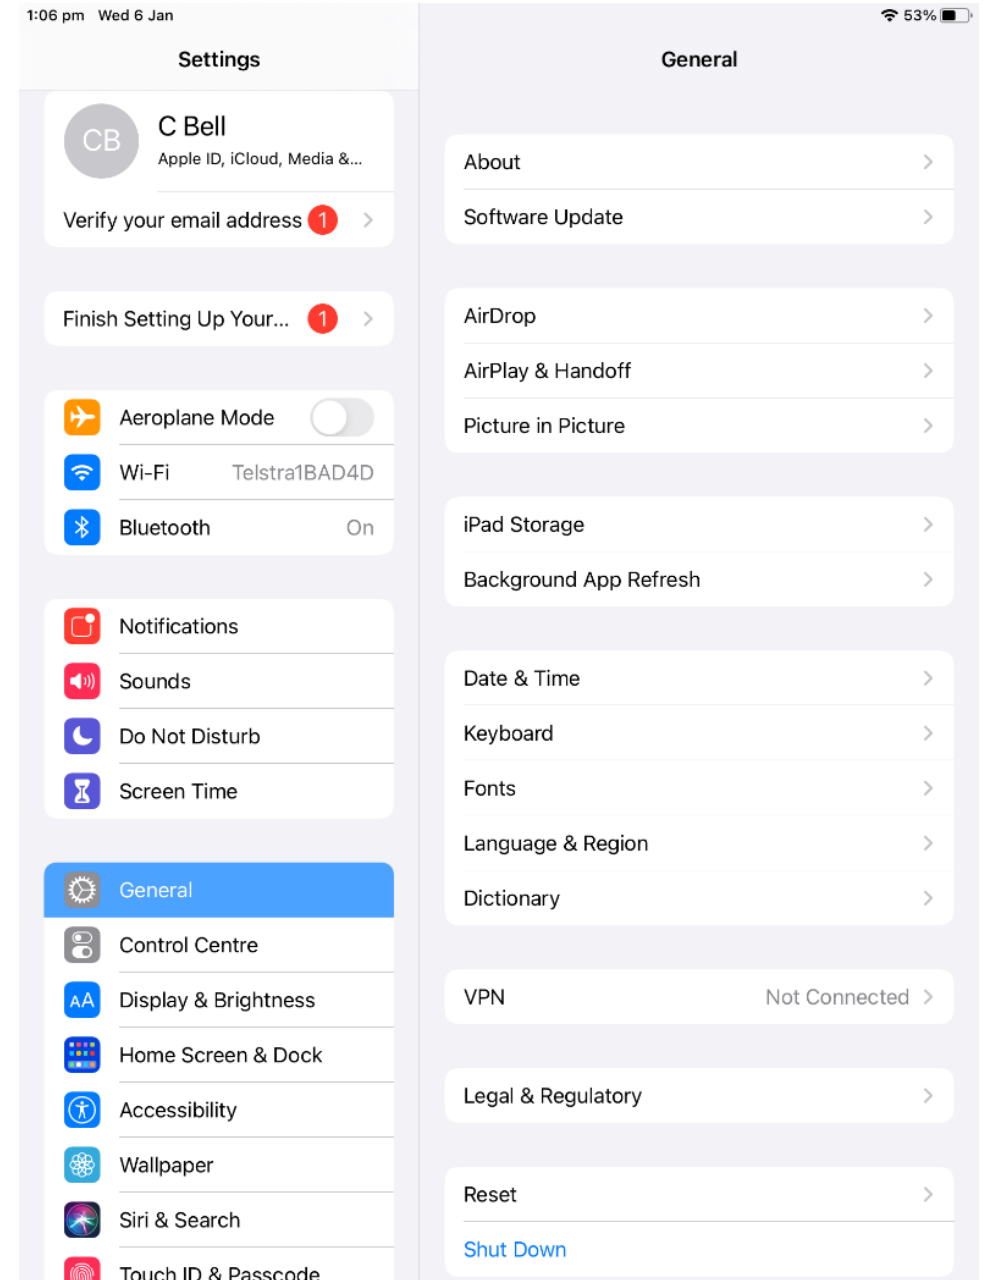 1:06 pm Wed 6 Jan
53%
Settings
CB
C Bell
Apple ID, iCloud, Media &...
Verify your email address 1
Finish Setting Up Your... 1
Aeroplane Mode
Wi-Fi Telstra1BAD4D
Bluetooth On
Notifications
Sounds
Do Not Disturb
Screen Time
General
Control Centre
AA Display & Brightness
Home Screen & Dock
Accessibility
Wallpaper
Siri & Search
Touch ID & Passcode
General
About
Software Update
AirDrop
AirPlay & Handoff
Picture in Picture
iPad Storage
Background App Refresh
Date & Time
Keyboard
Fonts
Language & Region
Dictionary
VPN Not Connected
Legal & Regulatory
Reset
Shut Down